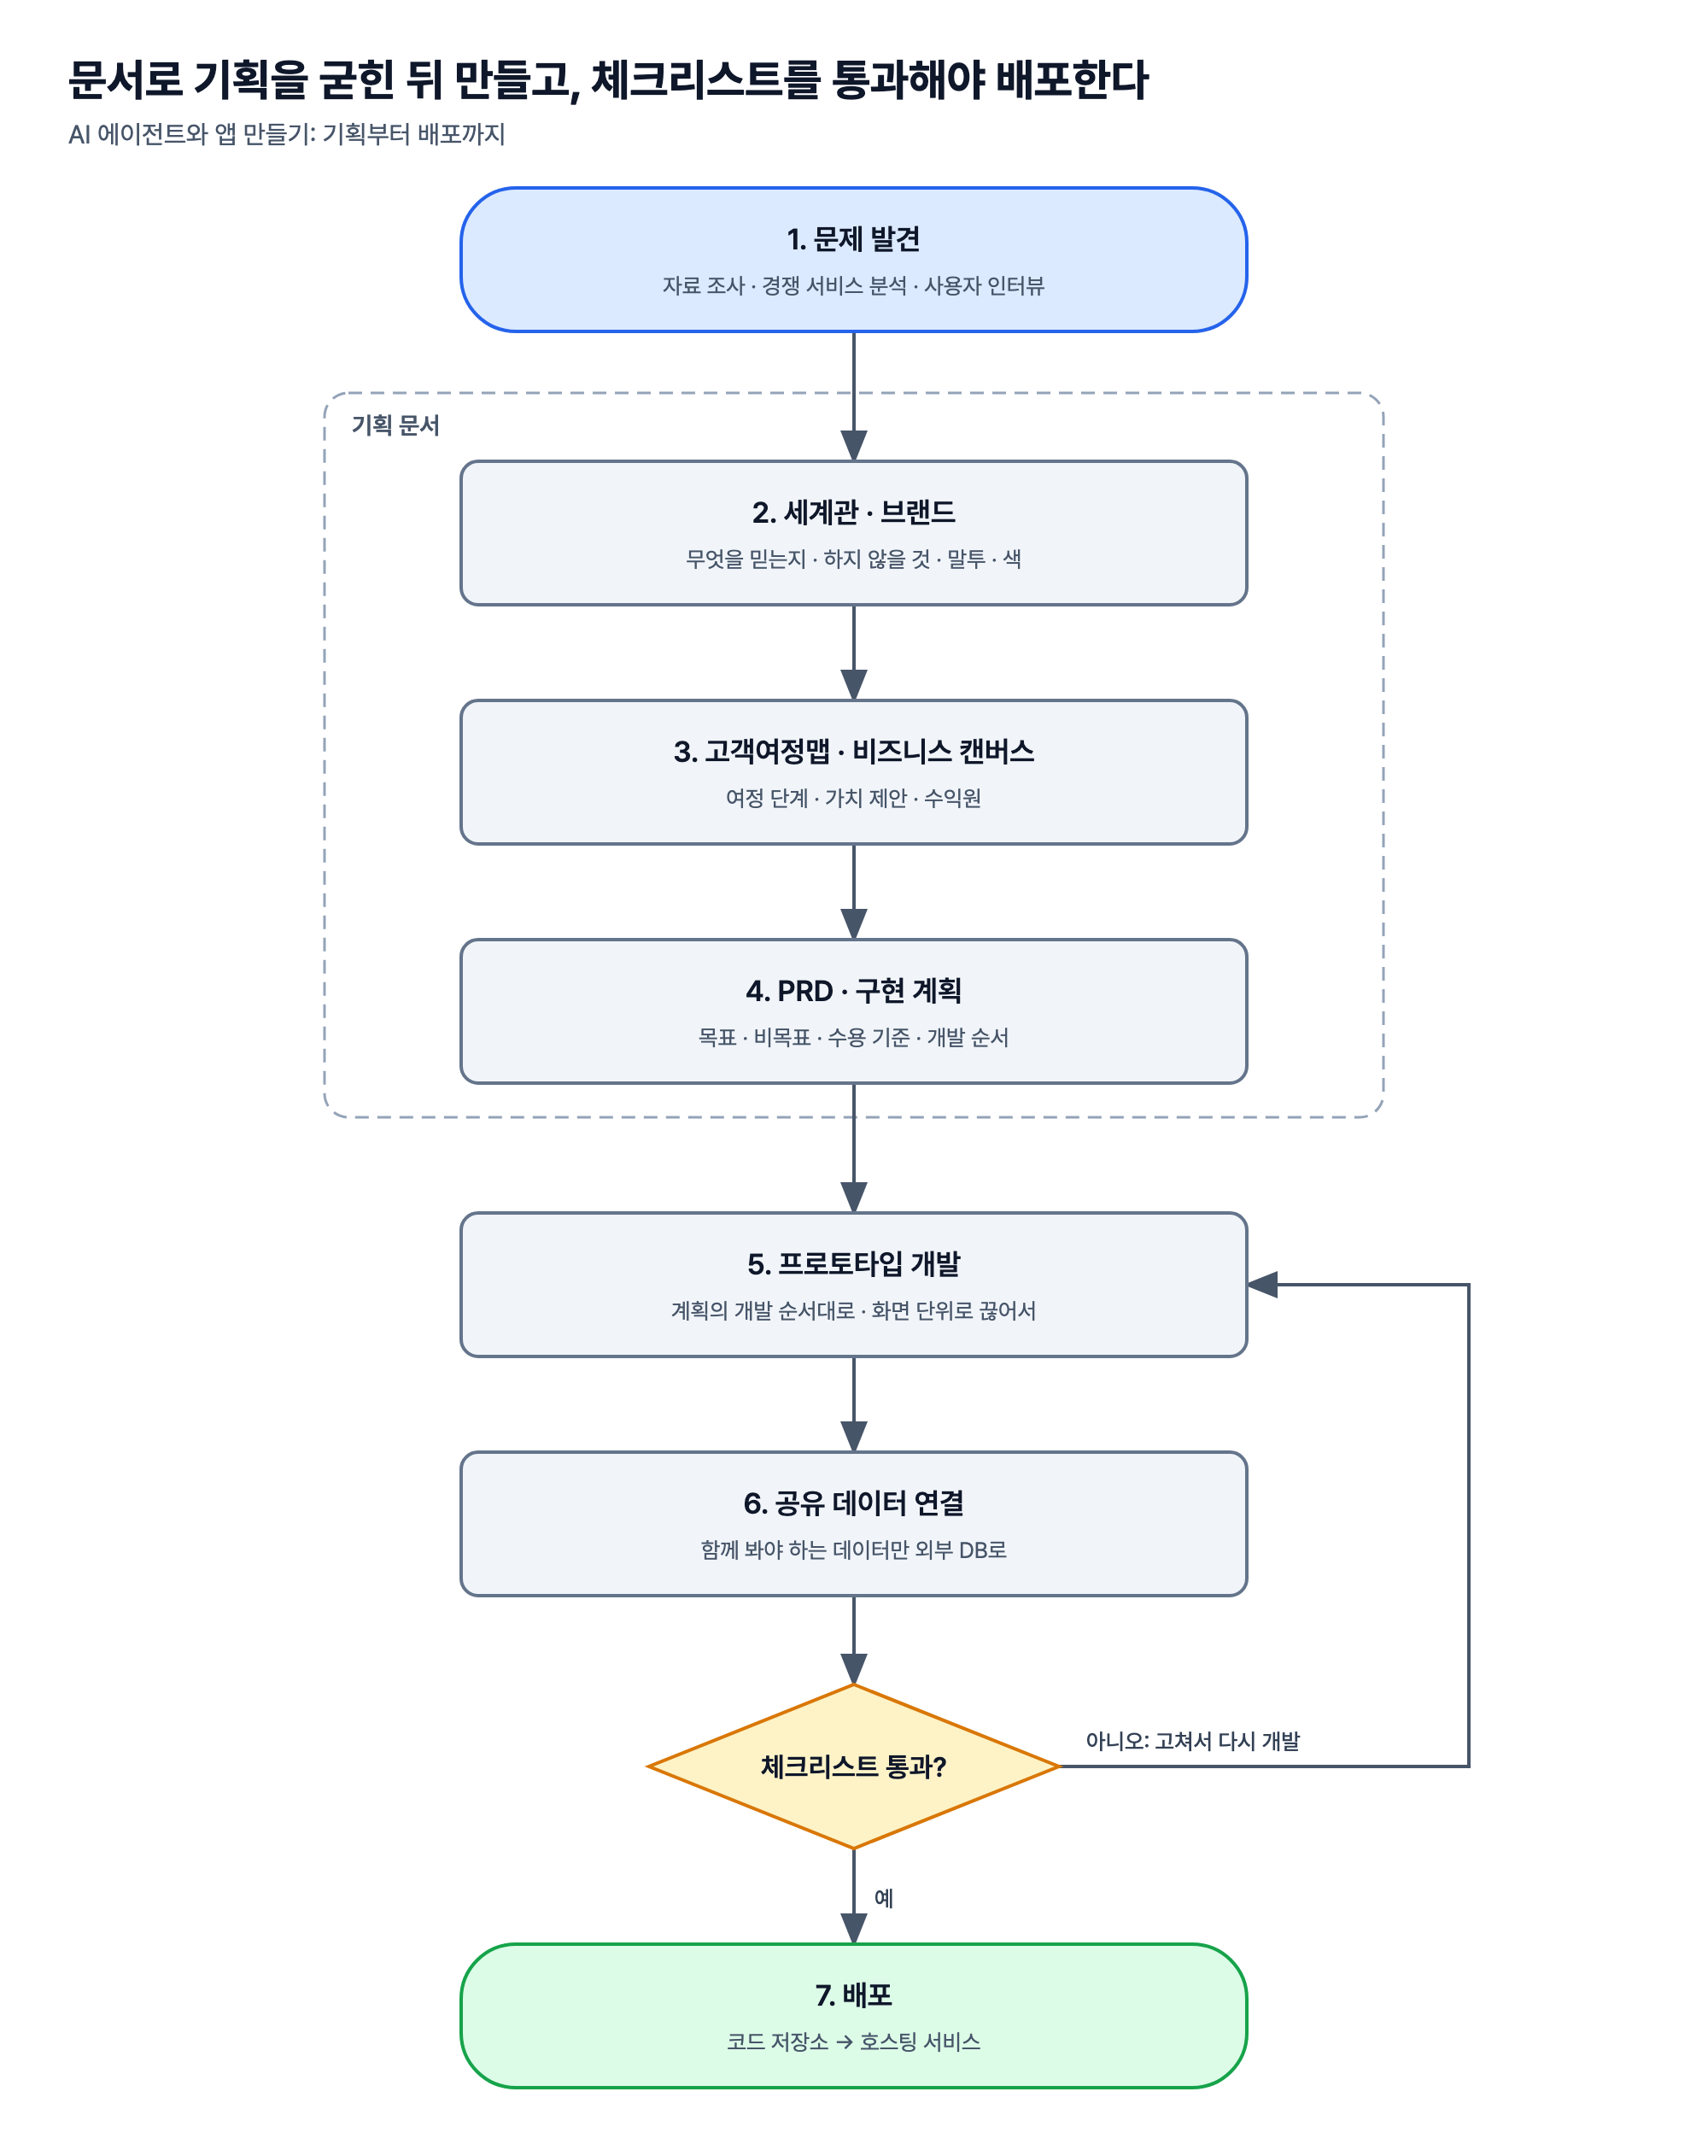 문서로 기획을 굳힌 뒤 만들고, 체크리스트를 통과해야 배포한다
AI 에이전트와 앱 만들기: 기획부터 배포까지
1. 문제 발견
자료 조사 · 경쟁 서비스 분석 · 사용자 인터뷰
기획 문서
2. 세계관 · 브랜드
무엇을 믿는지 · 하지 않을 것 · 말투 · 색
3. 고객여정맵 · 비즈니스 캔버스
여정 단계 · 가치 제안 · 수익원
4. PRD · 구현 계획
목표 · 비목표 · 수용 기준 · 개발 순서
5. 프로토타입 개발
계획의 개발 순서대로 · 화면 단위로 끊어서
6. 공유 데이터 연결
함께 봐야 하는 데이터만 외부 DB로
체크리스트 통과?
아니오: 고쳐서 다시 개발
예
7. 배포
코드 저장소 → 호스팅 서비스